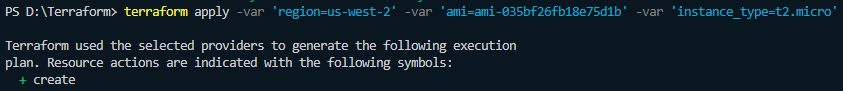 PS D:\Terraform> terraform apply -var 'region=us-west-2' -var 'ami=ami-035bf26fb18e75d1b' -var 'instance_type=t2.micro'
Terraform used the selected providers to generate the following execution
plan. Resource actions are indicated with the following symbols:
+ create